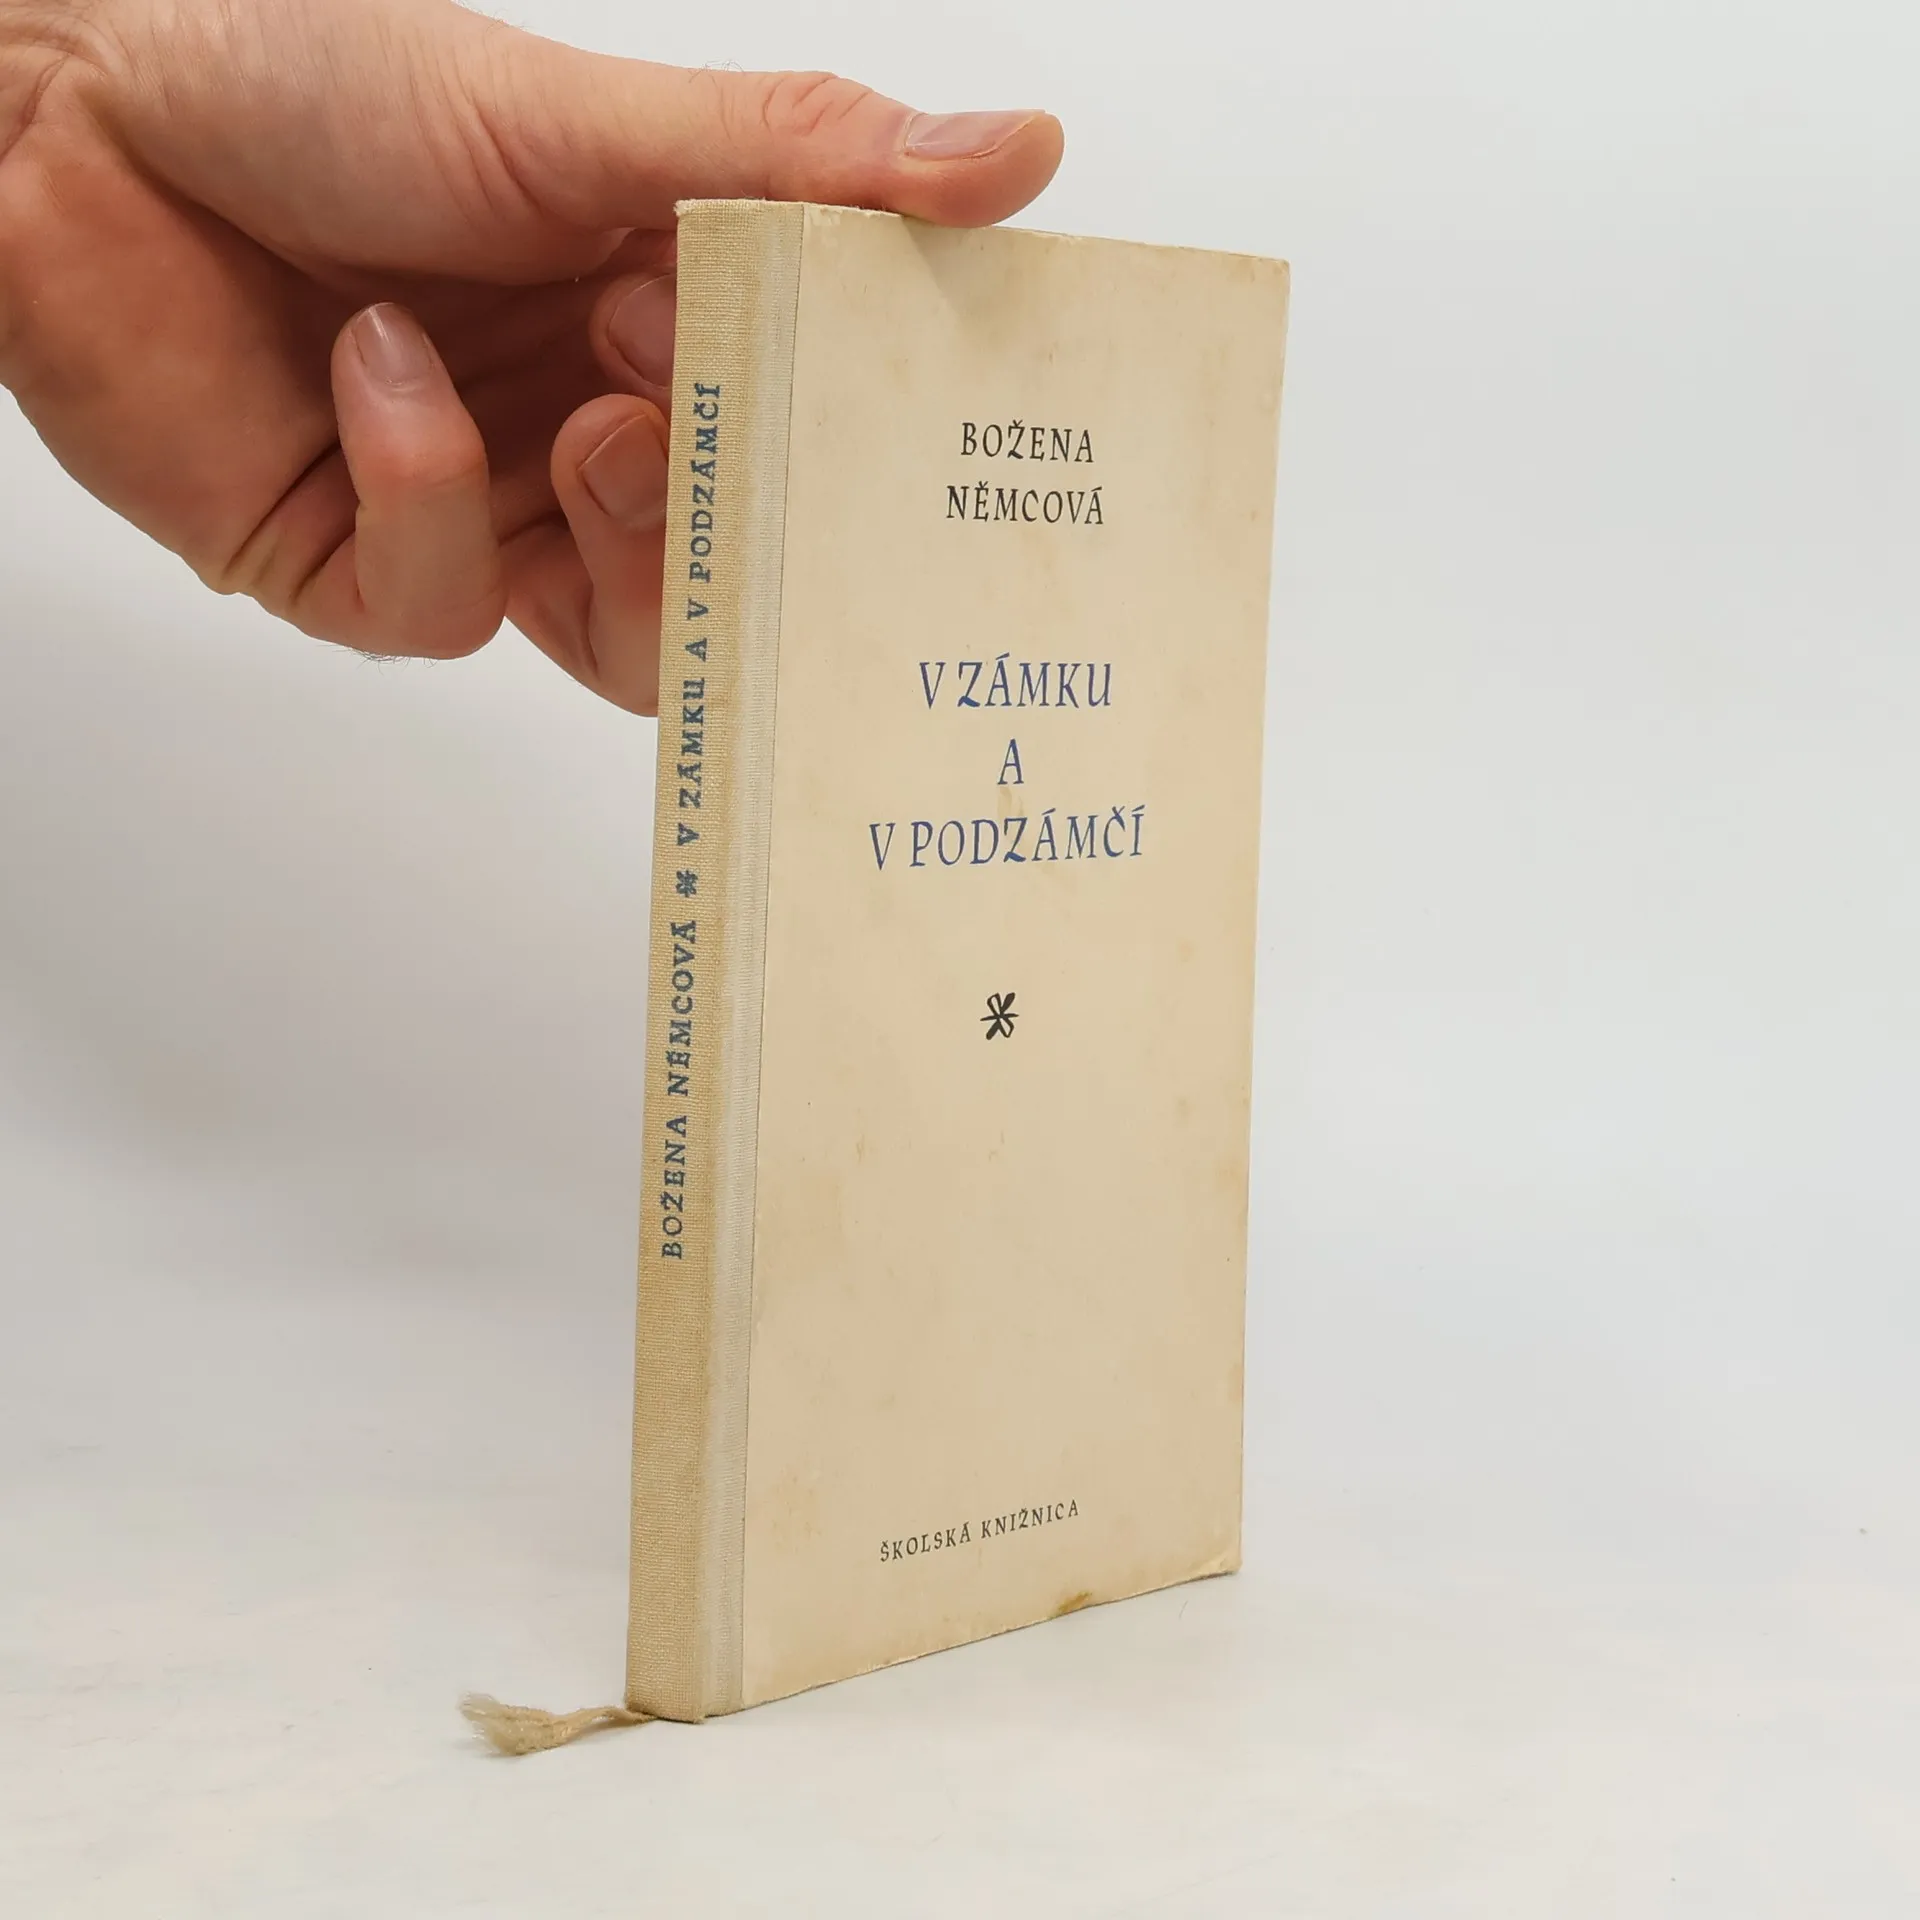 BOŽENA NĚMCOVÁ * V ZÁMKU A V PODZÁMČÍ
BOŽENA
NĚMCOVÁ
V ZÁMKU
A
V PODZÁMČÍ
*
ŠKOLSKÁ KNIŽNICA